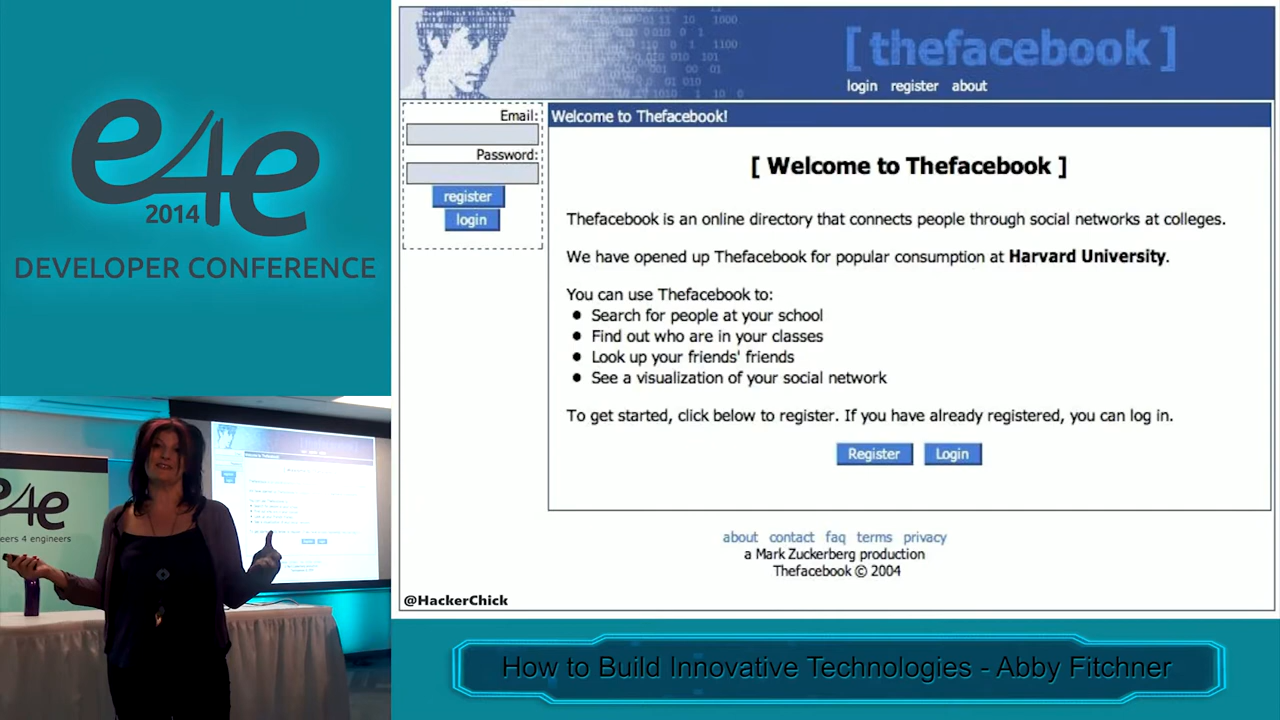 e4e
2014
DEVELOPER CONFERENCE
[ thefacebook ]
login register about
Email:
Password:
register
login
Welcome to Thefacebook!
[ Welcome to Thefacebook ]
Thefacebook is an online directory that connects people through social networks at colleges.
We have opened up Thefacebook for popular consumption at Harvard University.
You can use Thefacebook to:
• Search for people at your school
• Find out who are in your classes
• Look up your friends' friends
• See a visualization of your social network
To get started, click below to register. If you have already registered, you can log in.
Register Login
about contact faq terms privacy
a Mark Zuckerberg production
Thefacebook © 2004
@HackerChick
e4e
eers 4 engineers
How to Build Innovative Technologies - Abby Fitchner